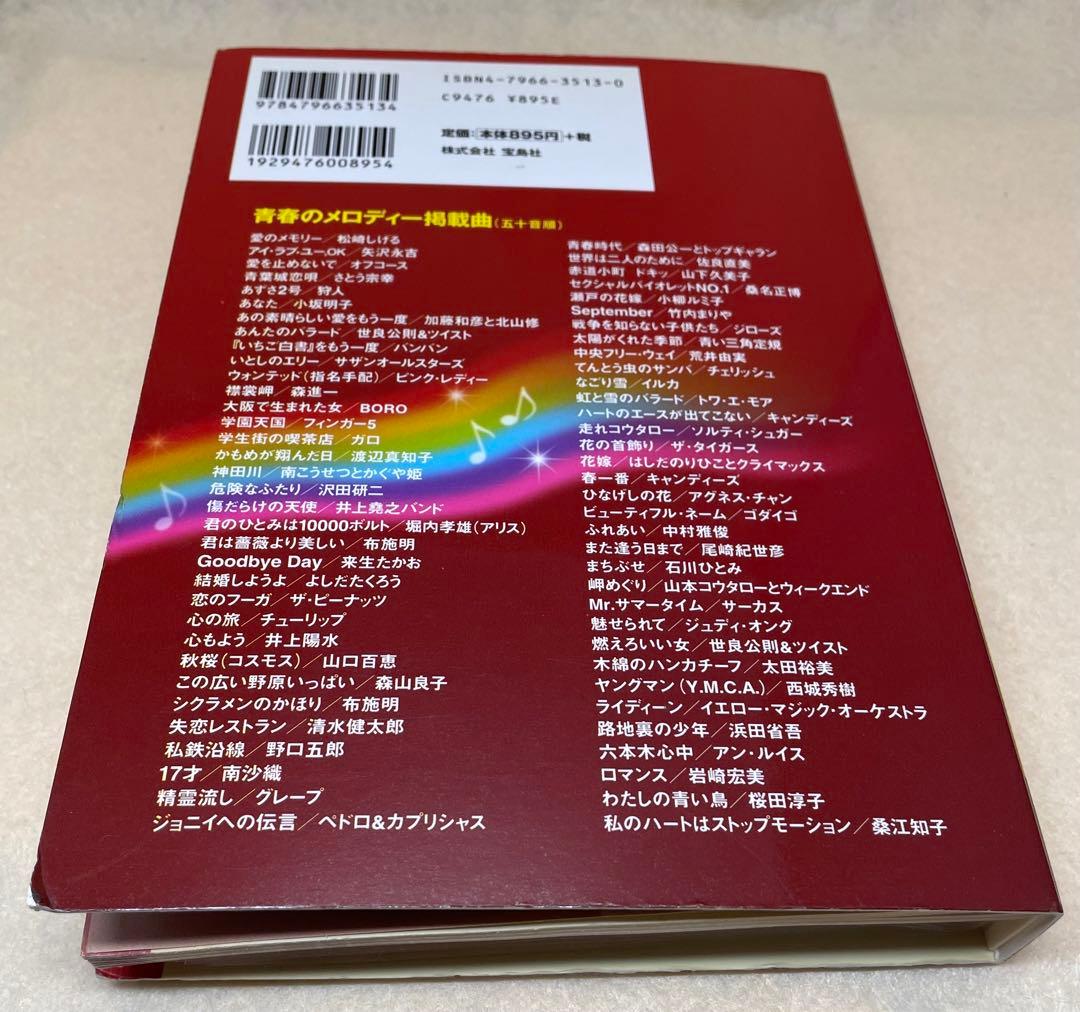 9784796635134
ISBN4-7966-3513-0
C9476 ¥895E
1929476008954
定価:本体895円+税
株式会社 宝島社
青春のメロディー掲載曲(五十音順)
愛のメモリー/松崎しげる
アイ・ラブ・ユー,OK/矢沢永吉
愛を止めないで/オフコース
青葉城恋唄/さとう宗幸
あずさ2号/狩人
あなた/小坂明子
あの素晴らしい愛をもう一度/加藤和彦と北山修
あんたのバラード/世良公則&ツイスト
『いちご白書』をもう一度/バンバン
いとしのエリー/サザンオールスターズ
ウォンテッド(指名手配)/ピンク・レディー
襟裳岬/森進一
大阪で生まれた女/BORO
学園天国/フィンガー5
学生街の喫茶店/ガロ
かもめが翔んだ日/渡辺真知子
神田川/南こうせつとかぐや姫
危険なふたり/沢田研二
傷だらけの天使/井上堯之バンド
君のひとみは10000ボルト/堀内孝雄(アリス)
君は薔薇より美しい/布施明
Goodbye Day/来生たかお
結婚しようよ/よしだたくろう
恋のフーガ/ザ・ピーナッツ
心の旅/チューリップ
心もよう/井上陽水
秋桜(コスモス)/山口百恵
この広い野原いっぱい/森山良子
シクラメンのかほり/布施明
失恋レストラン/清水健太郎
私鉄沿線/野口五郎
17才/南沙織
精霊流し/グレープ
ジョニイへの伝言/ペドロ&カプリシャス
青春時代/森田公一とトップギャラン
世界は二人のために/佐良直美
赤道小町 ドキッ/山下久美子
セクシャルバイオレットNO.1/桑名正博
瀬戸の花嫁/小柳ルミ子
September/竹内まりや
戦争を知らない子供たち/ジローズ
太陽がくれた季節/青い三角定規
中央フリー・ウェイ/荒井由実
てんとう虫のサンバ/チェリッシュ
なごり雪/イルカ
虹と雪のバラード/トワ・エ・モア
ハートのエースが出てこない/キャンディーズ
走れコウタロー/ソルティ・シュガー
花の首飾り/ザ・タイガース
花嫁/はしだのりひことクライマックス
春一番/キャンディーズ
ひなげしの花/アグネス・チャン
ビューティフル・ネーム/ゴダイゴ
ふれあい/中村雅俊
また逢う日まで/尾崎紀世彦
まちぶせ/石川ひとみ
岬めぐり/山本コウタローとウィークエンド
Mr.サマータイム/サーカス
魅せられて/ジュディ・オング
燃えろいい女/世良公則&ツイスト
木綿のハンカチーフ/太田裕美
ヤングマン(Y.M.C.A.)/西城秀樹
ライディーン/イエロー・マジック・オーケストラ
路地裏の少年/浜田省吾
六本木心中/アン・ルイス
ロマンス/岩崎宏美
わたしの青い鳥/桜田淳子
私のハートはストップモーション/桑江知子